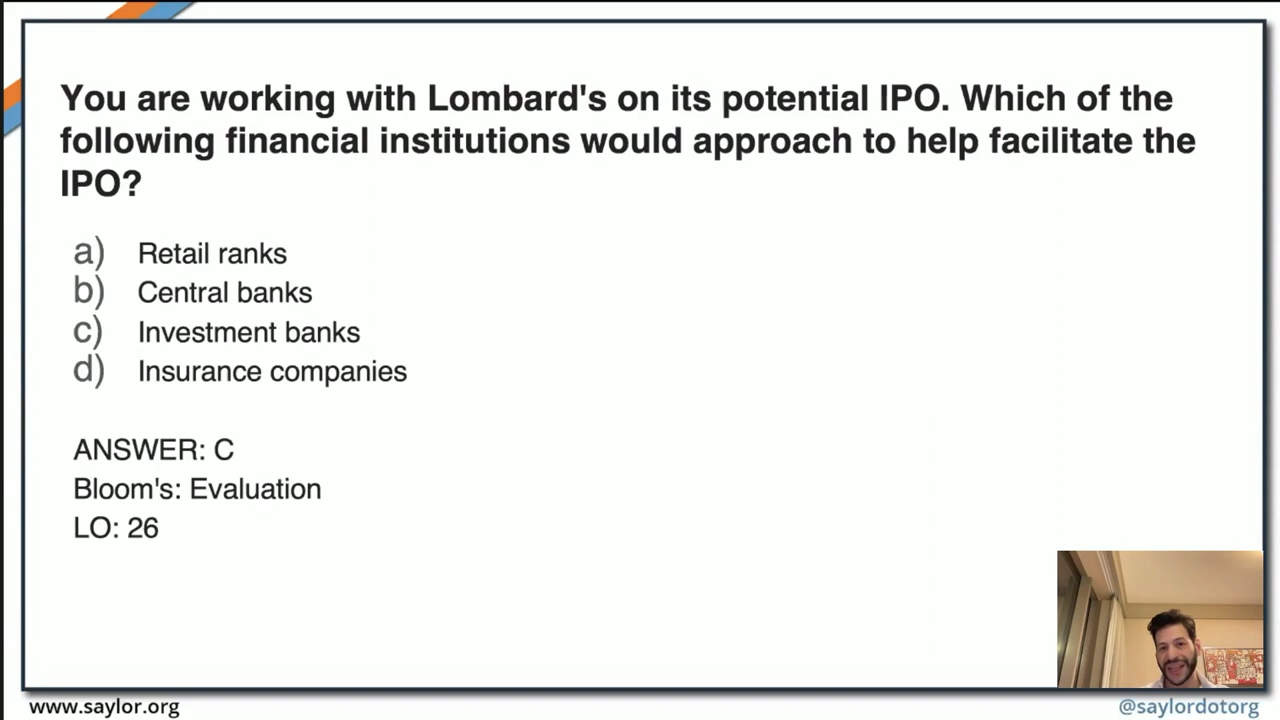 You are working with Lombard's on its potential IPO. Which of the
following financial institutions would approach to help facilitate the
IPO?
a) Retail ranks
b) Central banks
c) Investment banks
d) Insurance companies
ANSWER: C
Bloom's: Evaluation
LO: 26
www.saylor.org
@saylordotorg